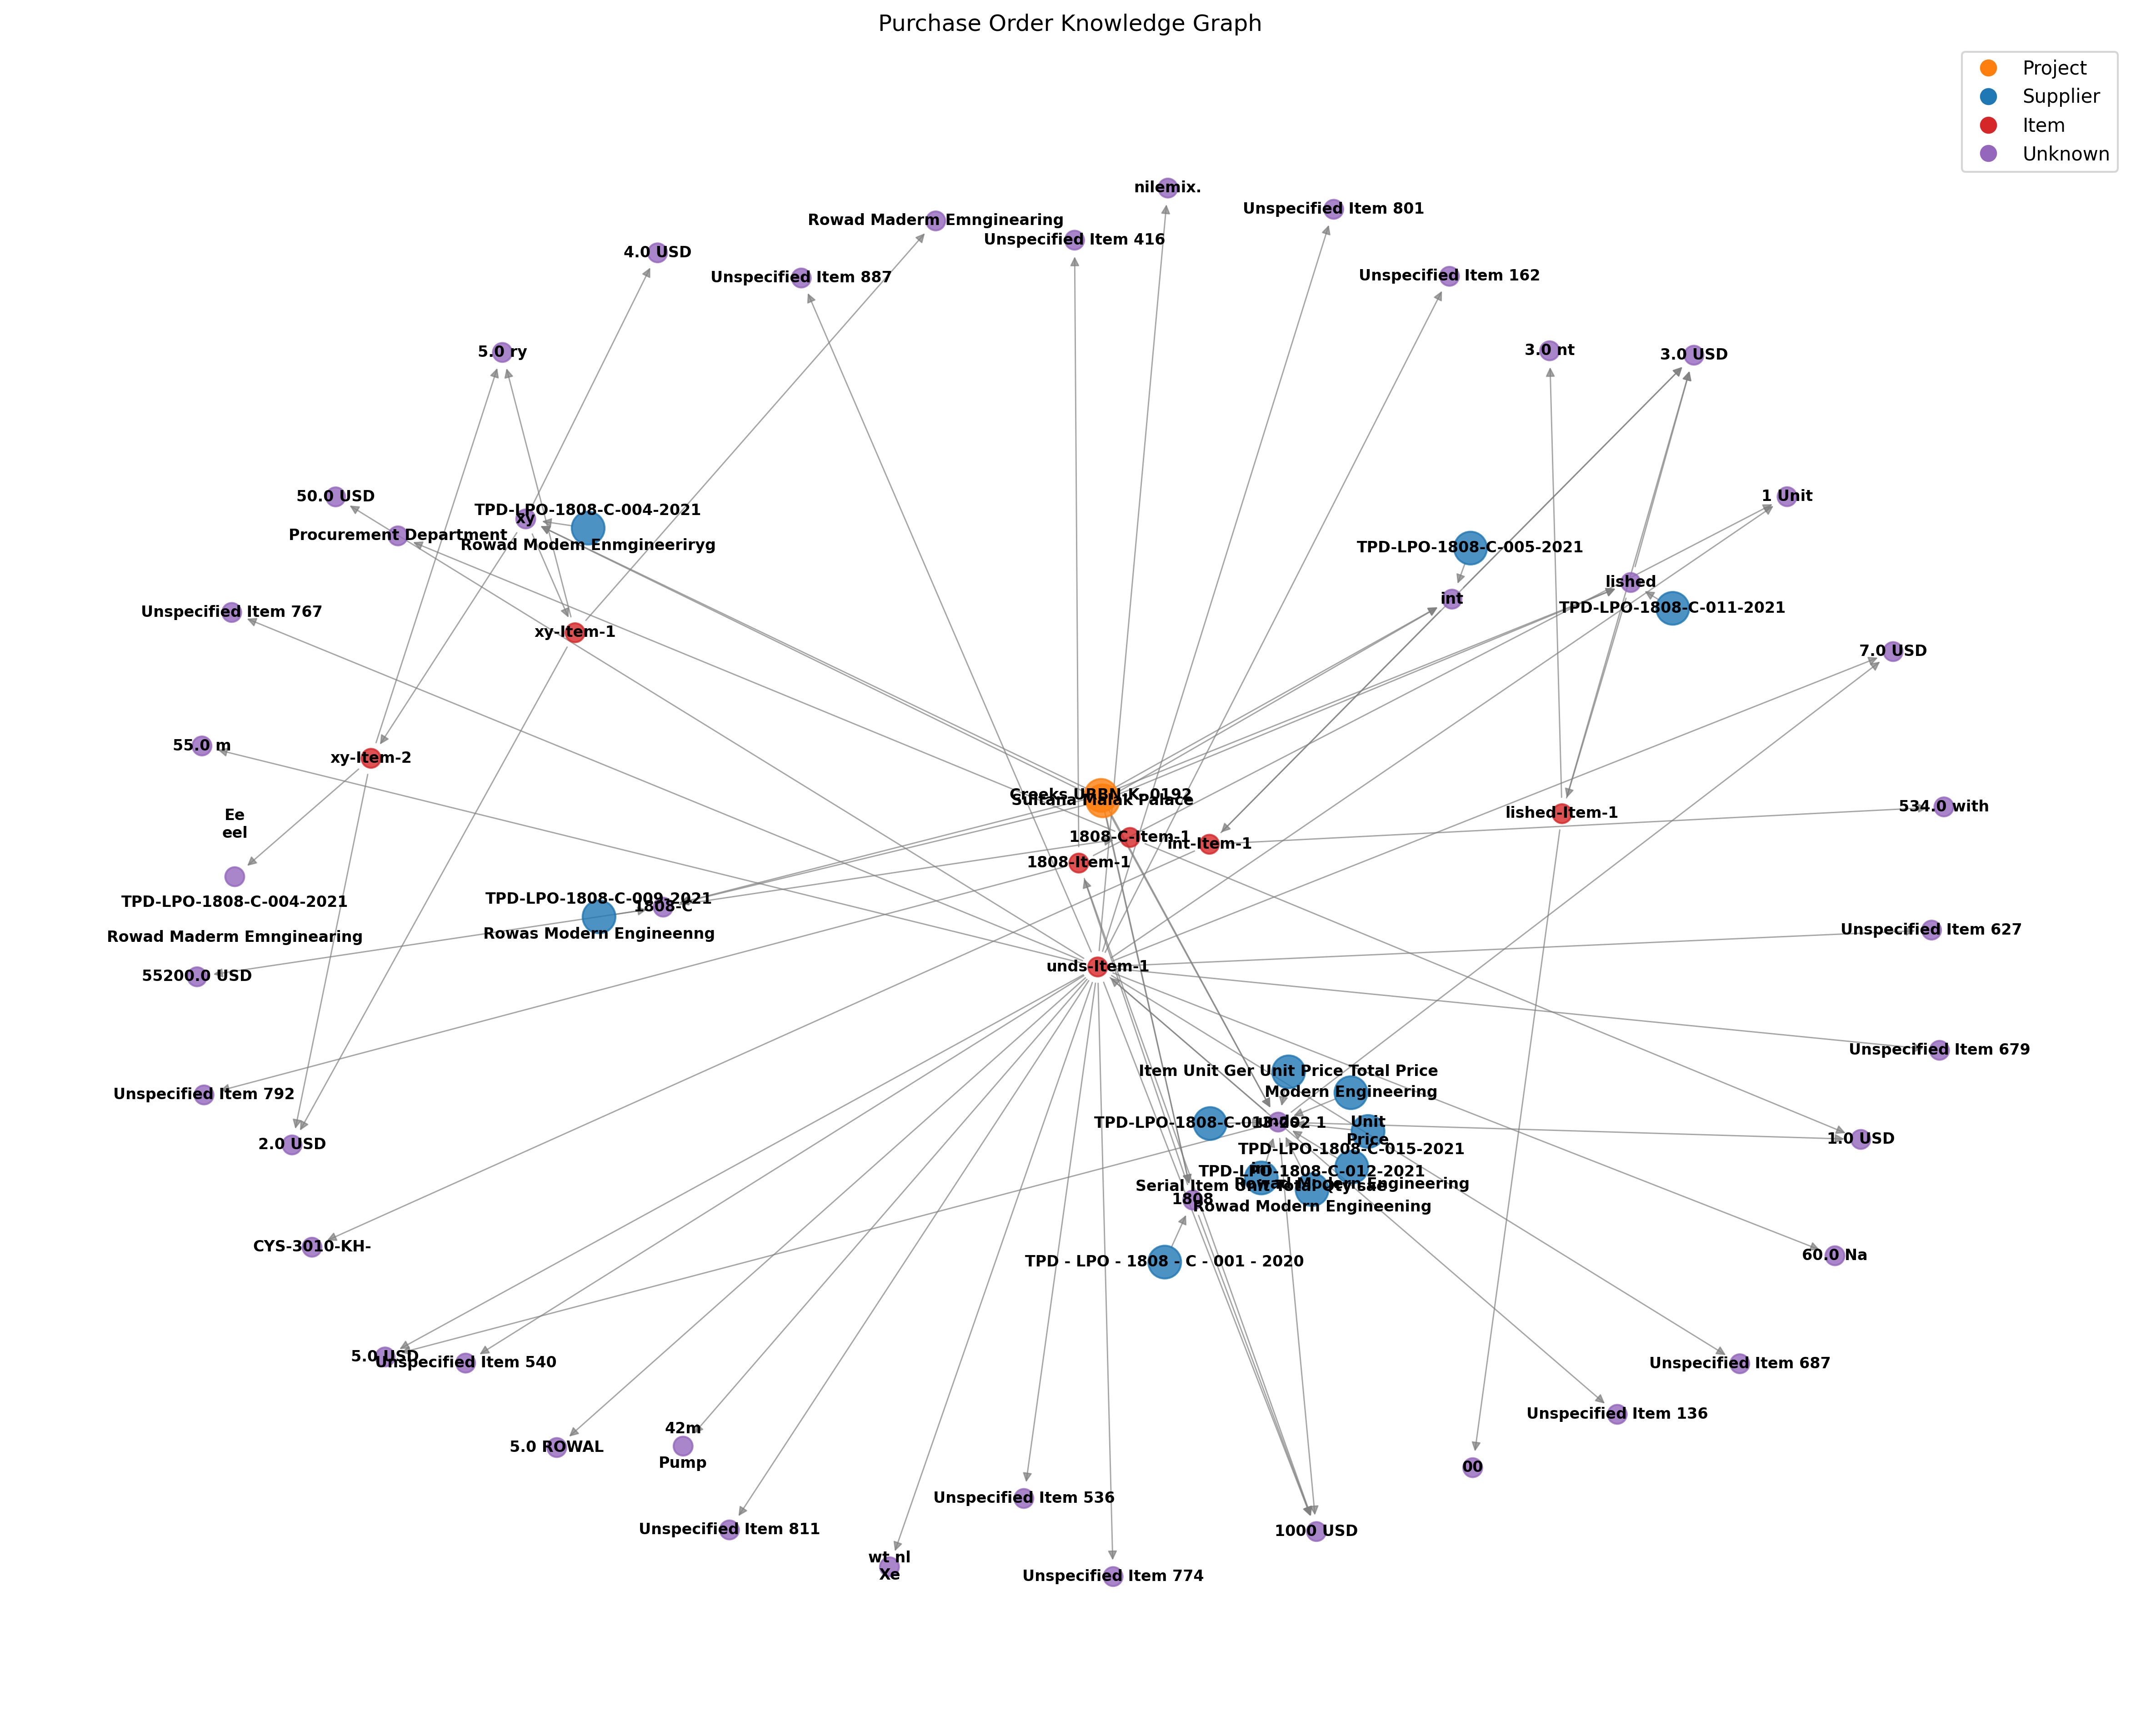 Purchase Order Knowledge Graph
Project
Supplier
Item
Unknown
nilemix.
Unspecified Item 801
Rowad Maderm Emnginearing
Unspecified Item 416
4.0 USD
Unspecified Item 887
Unspecified Item 162
5.0 ry
3.0 nt
3.0 USD
50.0 USD
1 Unit
TPD-LPO-1808-C-004-2021
xy
Procurement Department
Rowad Modem Enmgineeriryg
TPD-LPO-1808-C-005-2021
lished
int
TPD-LPO-1808-C-011-2021
Unspecified Item 767
xy-Item-1
7.0 USD
55.0 m
xy-Item-2
Creeks URBN-K- 0192
Sultana Malak Palace
534.0 with
lished-Item-1
Ee
eel
1808-C-Item-1
int-Item-1
1808-Item-1
TPD-LPO-1808-C-004-2021
TPD-LPO-1808-C-009-2021
1808-C
Rowad Maderm Emnginearing
Rowas Modern Engineenng
Unspecified Item 627
unds-Item-1
55200.0 USD
Unspecified Item 679
Item Unit Ger Unit Price Total Price
Modern Engineering
Unspecified Item 792
Unit
Price
2.0 USD
1.0 USD
TPD-LPO-1808-C-015-2021
TPD-LPO-1808-C-012-2021
Rowad Modern Engineering
Serial Item Unit Total Qty sae
1808
Rowad Modern Engineening
CYS-3010-KH-
60.0 Na
TPD - LPO - 1808 - C - 001 - 2020
5.0 USD
Unspecified Item 540
Unspecified Item 687
Unspecified Item 136
42m
Pump
5.0 ROWAL
00
Unspecified Item 536
Unspecified Item 811
1000 USD
wt nl
Xe
Unspecified Item 774